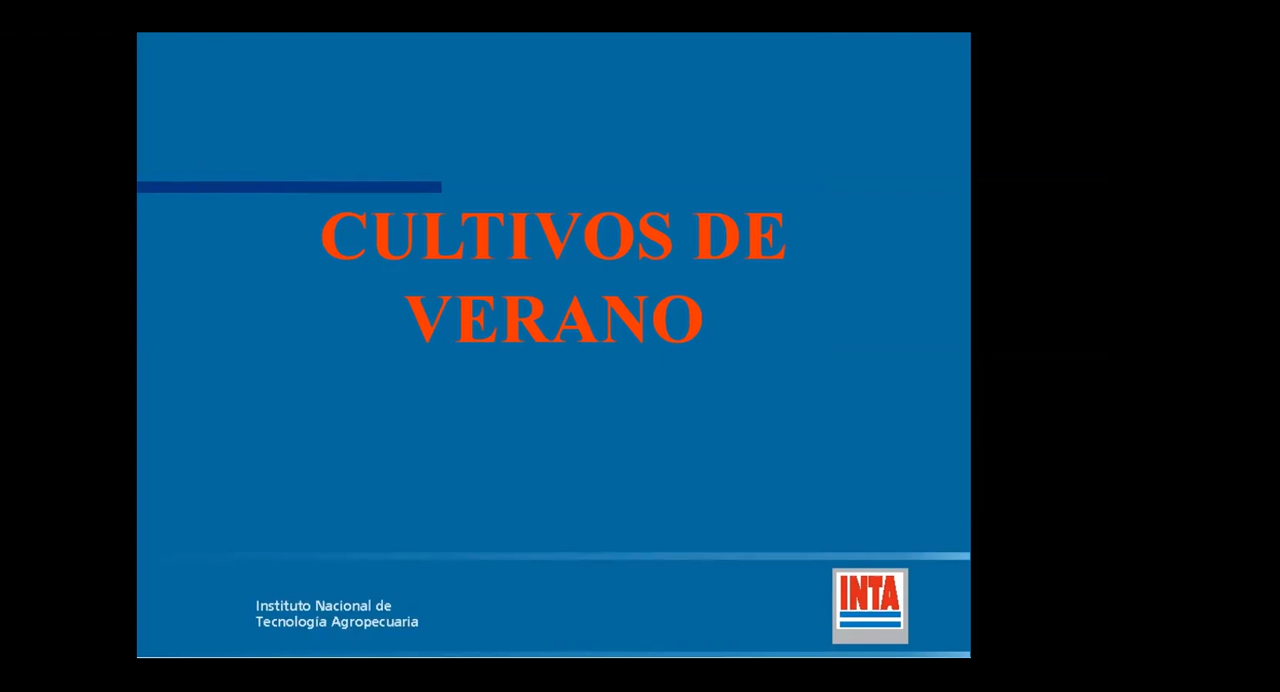 CULTIVOS DE
VERANO
Instituto Nacional de
Tecnología Agropecuaria
INTA